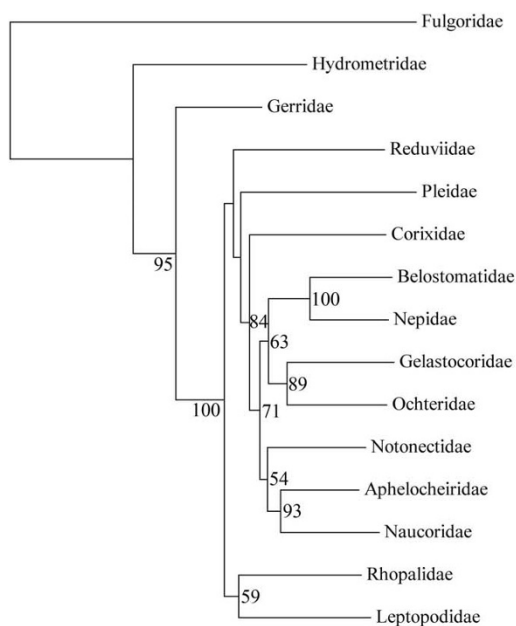 Fulgoridae
Hydrometridae
Gerridae
Reduviidae
Pleidae
Corixidae
95
Belostomatidae
100
Nepidae
84
63
Gelastocoridae
89
Ochteridae
100
71
Notonectidae
54
Aphelocheiridae
93
Naucoridae
Rhopalidae
59
Leptopodidae